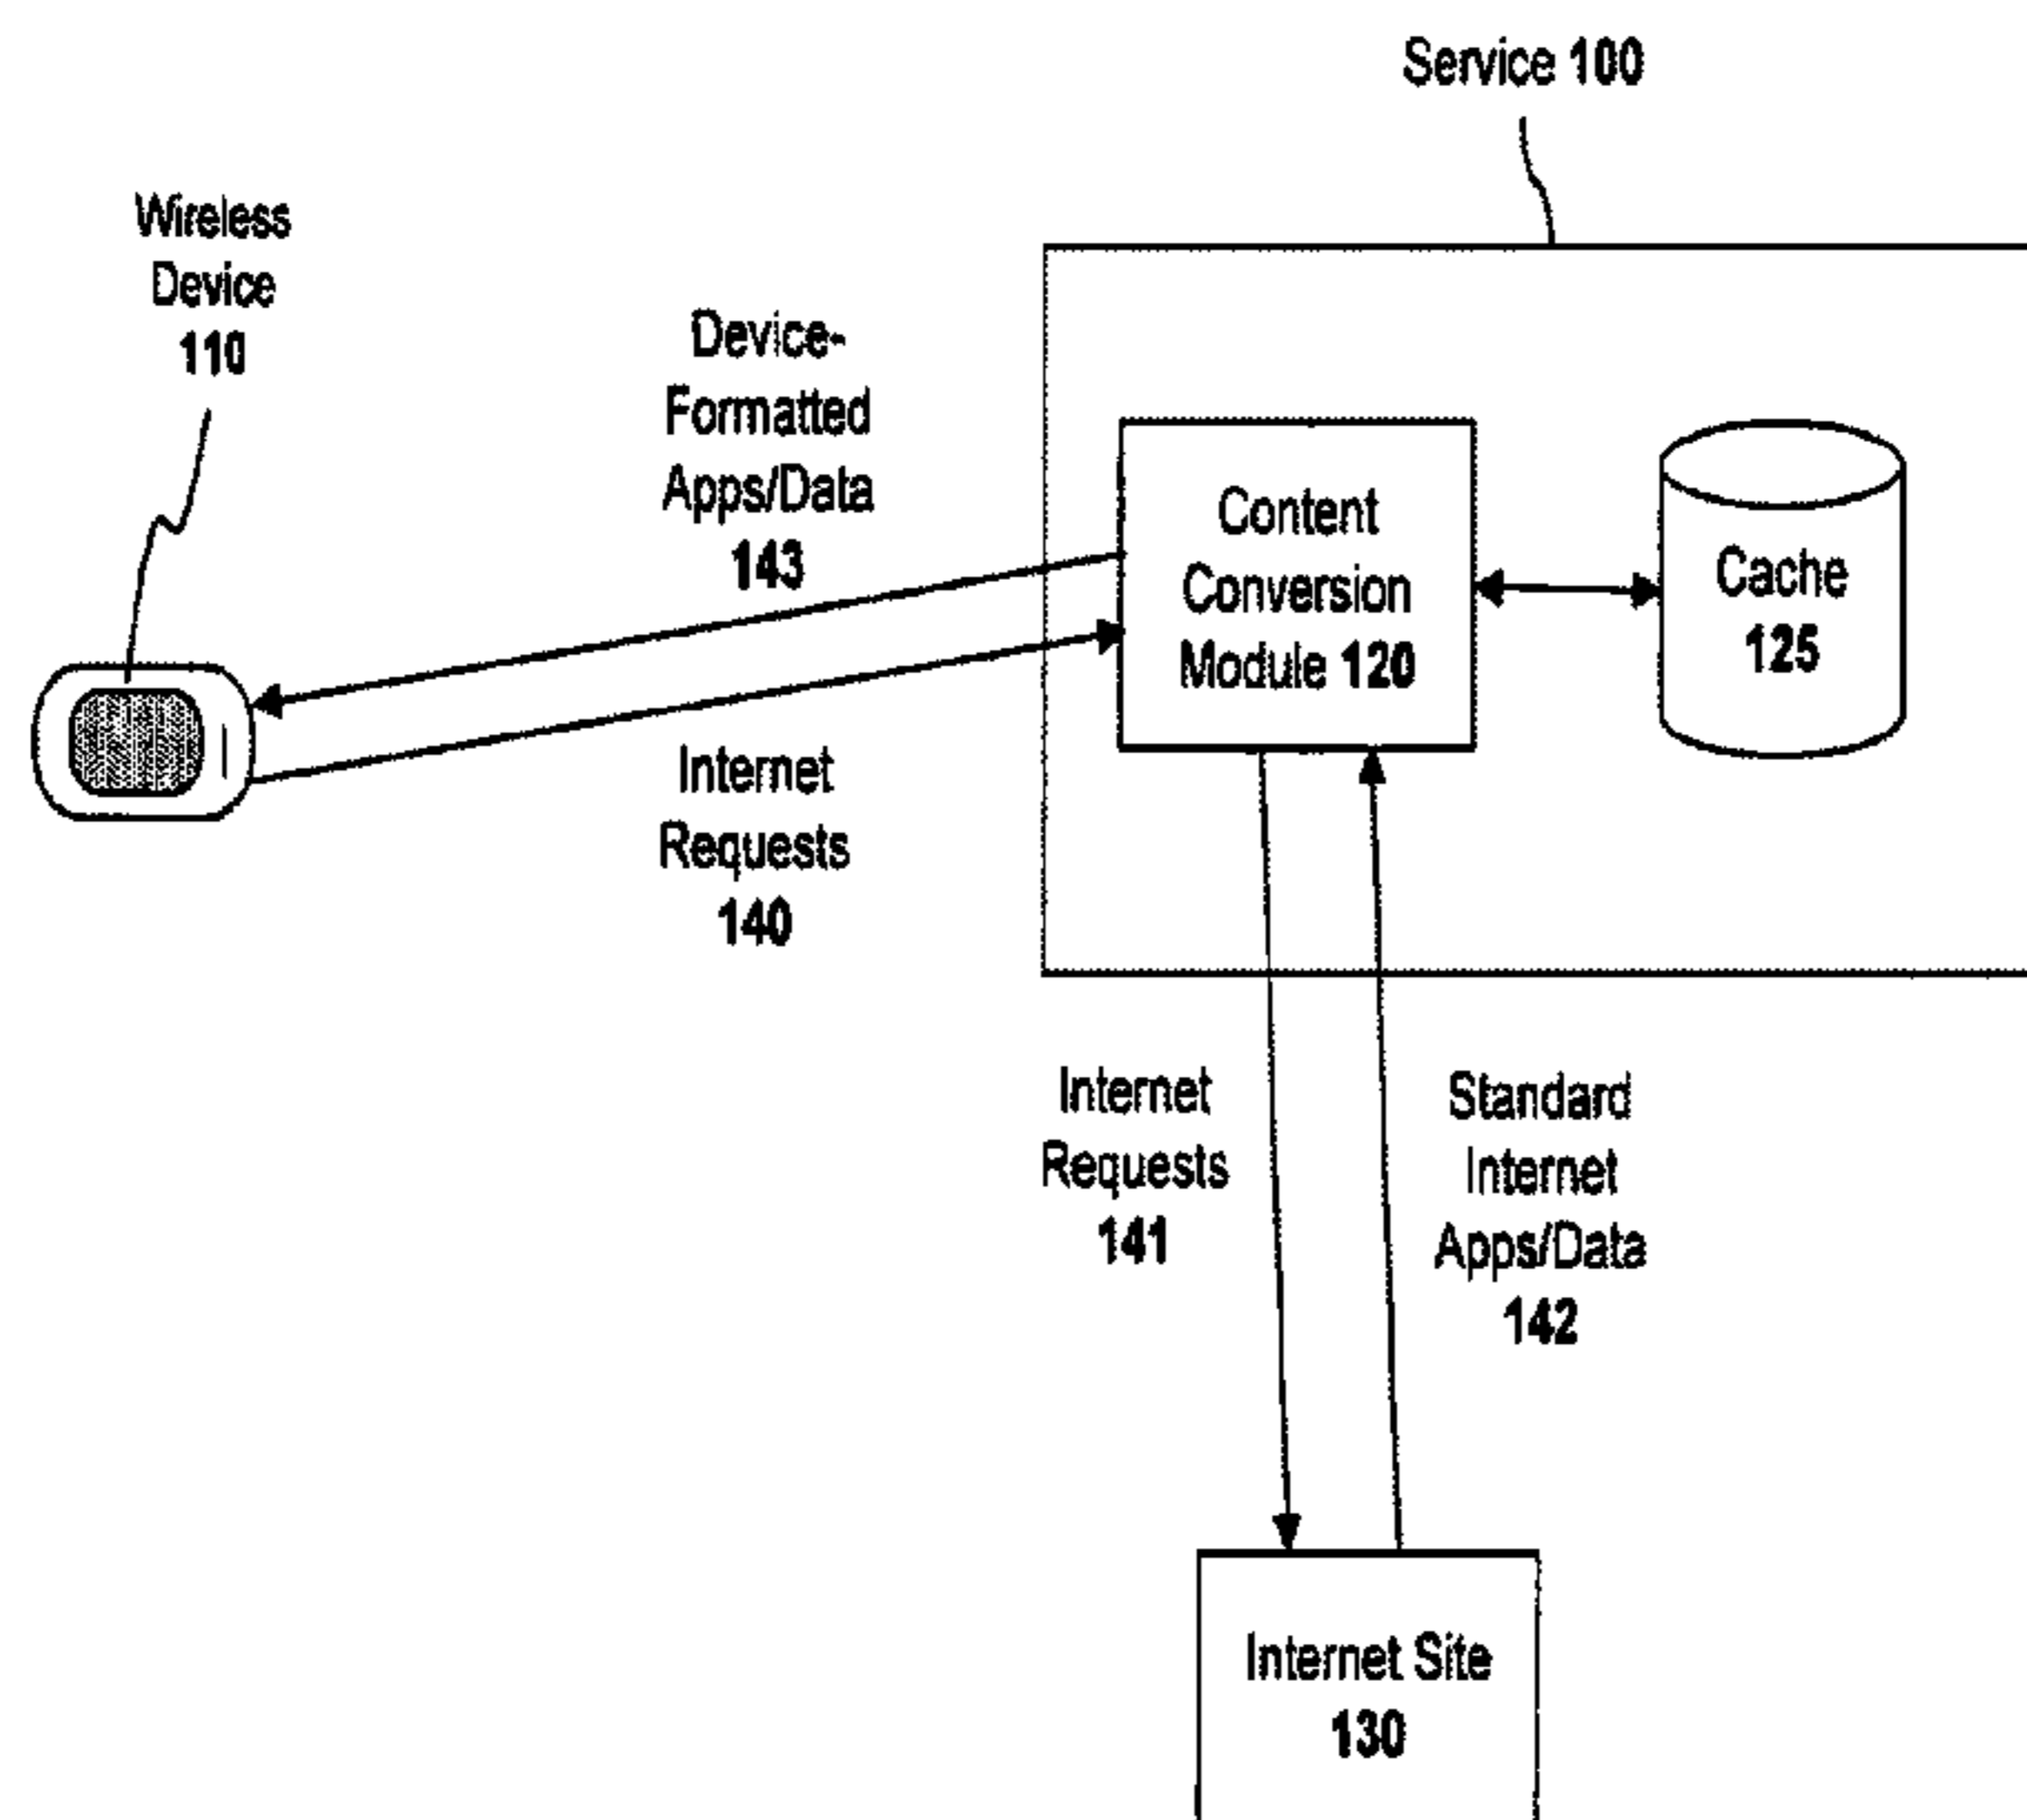 Service 100
Wireless
Device
110
Device-
Formatted
Apps/Data
143
Content
Conversion
Module 120
Cache
125
Internet
Requests
140
Internet
Requests
141
Standard
Internet
Apps/Data
142
Internet Site
130